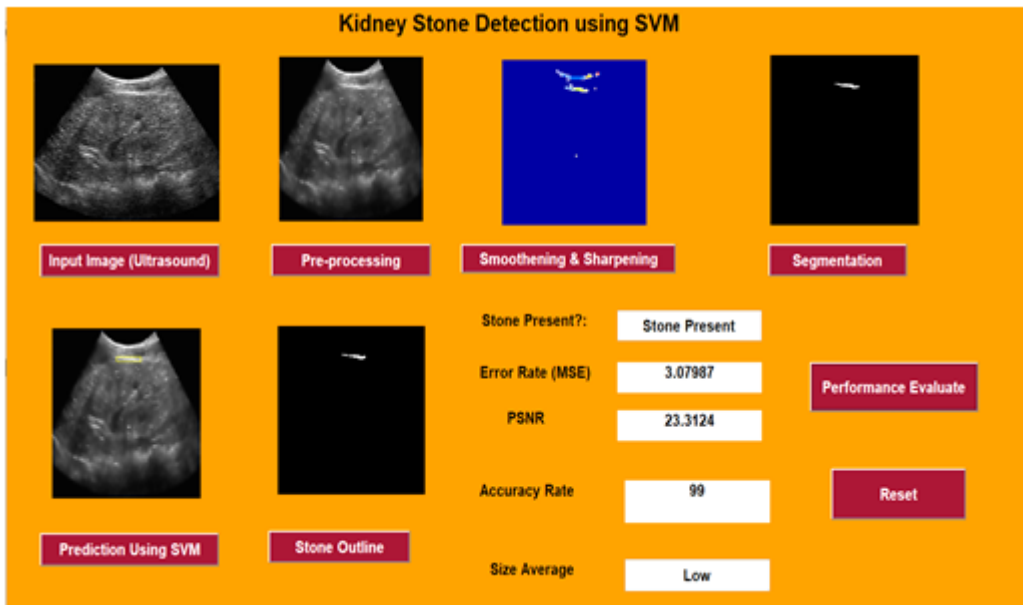 Kidney Stone Detection using SVM
Input Image (Ultrasound)
Pre-processing
Smoothening & Sharpening
Segmentation
Stone Present?:
Stone Present
Error Rate (MSE)
3.07987
Performance Evaluate
PSNR
23.3124
Accuracy Rate
99
Reset
Prediction Using SVM
Stone Outline
Size Average
Low